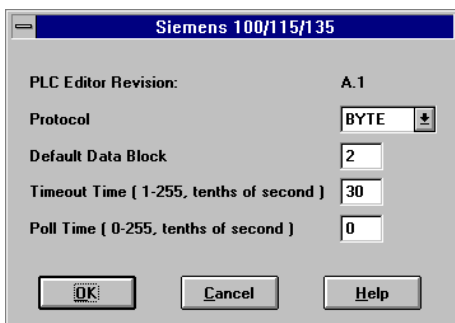 Siemens 100/115/135
PLC Editor Revision: A.1
Protocol BYTE
Default Data Block 2
Timeout Time ( 1-255, tenths of second ) 30
Poll Time ( 0-255, tenths of second ) 0
OK Cancel Help